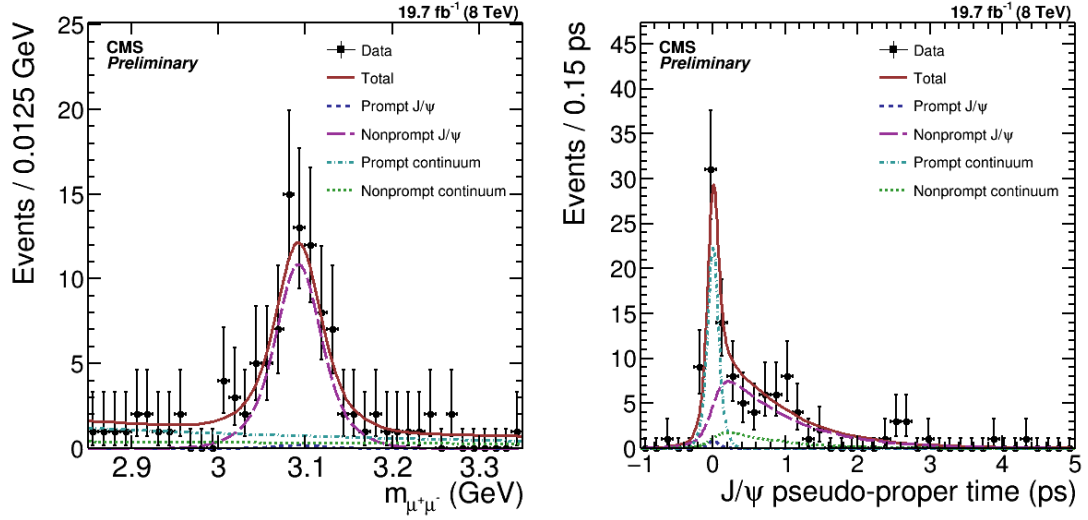 19.7 fb⁻¹ (8 TeV)
Events / 0.0125 GeV
25
20
15
10
5
0
CMS
Preliminary
Data
Total
Prompt J/ψ
Nonprompt J/ψ
Prompt continuum
Nonprompt continuum
2.9
3
3.1
3.2
3.3
m_μ⁺μ⁻ (GeV)
19.7 fb⁻¹ (8 TeV)
Events / 0.15 ps
45
40
35
30
25
20
15
10
5
0
CMS
Preliminary
Data
Total
Prompt J/ψ
Nonprompt J/ψ
Prompt continuum
Nonprompt continuum
−1
0
1
2
3
4
5
J/ψ pseudo-proper time (ps)